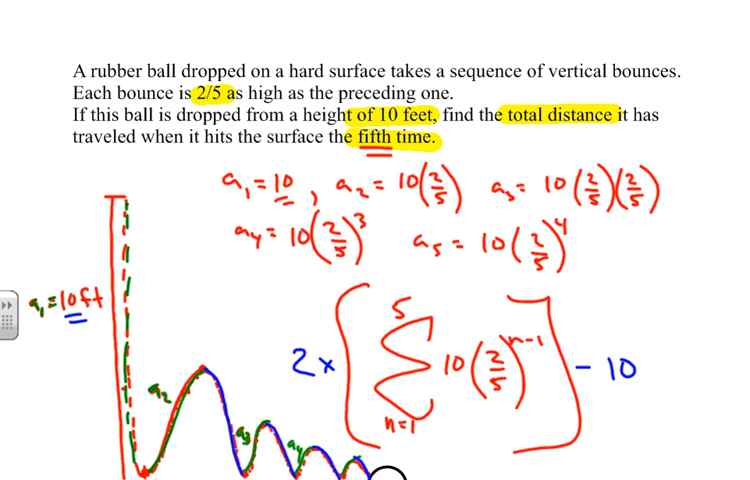 A rubber ball dropped on a hard surface takes a sequence of vertical bounces.
Each bounce is 2/5 as high as the preceding one.
If this ball is dropped from a height of 10 feet, find the total distance it has
traveled when it hits the surface the fifth time.
a₁ = 10 , a₂ = 10(2/5) a₃ = 10(2/5)(2/5)
a₄ = 10(2/5)³ a₅ = 10(2/5)⁴
a₁ = 10ft
2 × [ 5 Σ n=1 10(2/5)ⁿ⁻¹ ] − 10
a₂
a₃ a₄